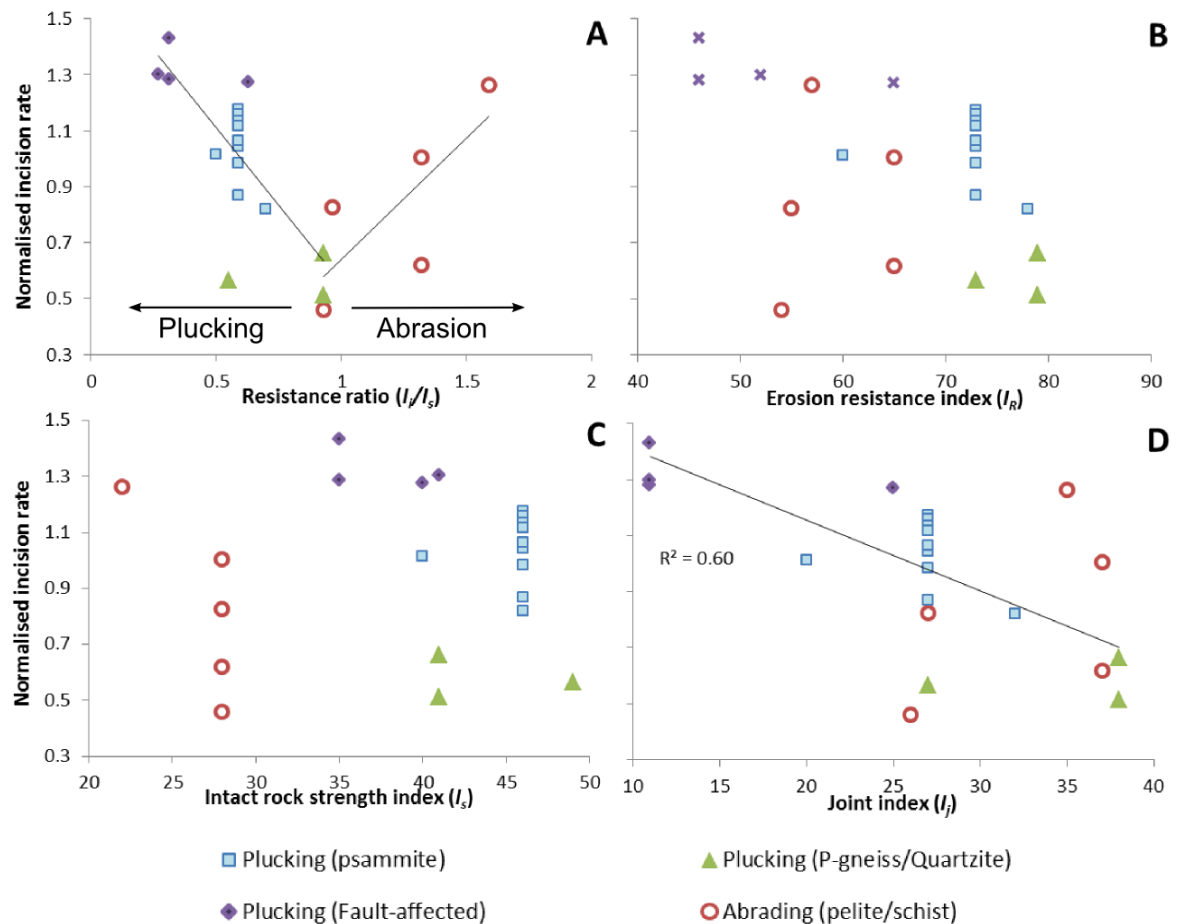 A
B
1.5
1.3
1.1
0.9
0.7
0.5
0.3
Normalised incision rate
Plucking
Abrasion
0 0.5 1 1.5 2
40 50 60 70 80 90
Resistance ratio (Ij/Is)
Erosion resistance index (IR)
C
D
1.5
1.3
1.1
0.9
0.7
0.5
0.3
Normalised incision rate
R² = 0.60
20 25 30 35 40 45 50
10 15 20 25 30 35 40
Intact rock strength index (Is)
Joint index (Ij)
Plucking (psammite)
Plucking (P-gneiss/Quartzite)
Plucking (Fault-affected)
Abrading (pelite/schist)